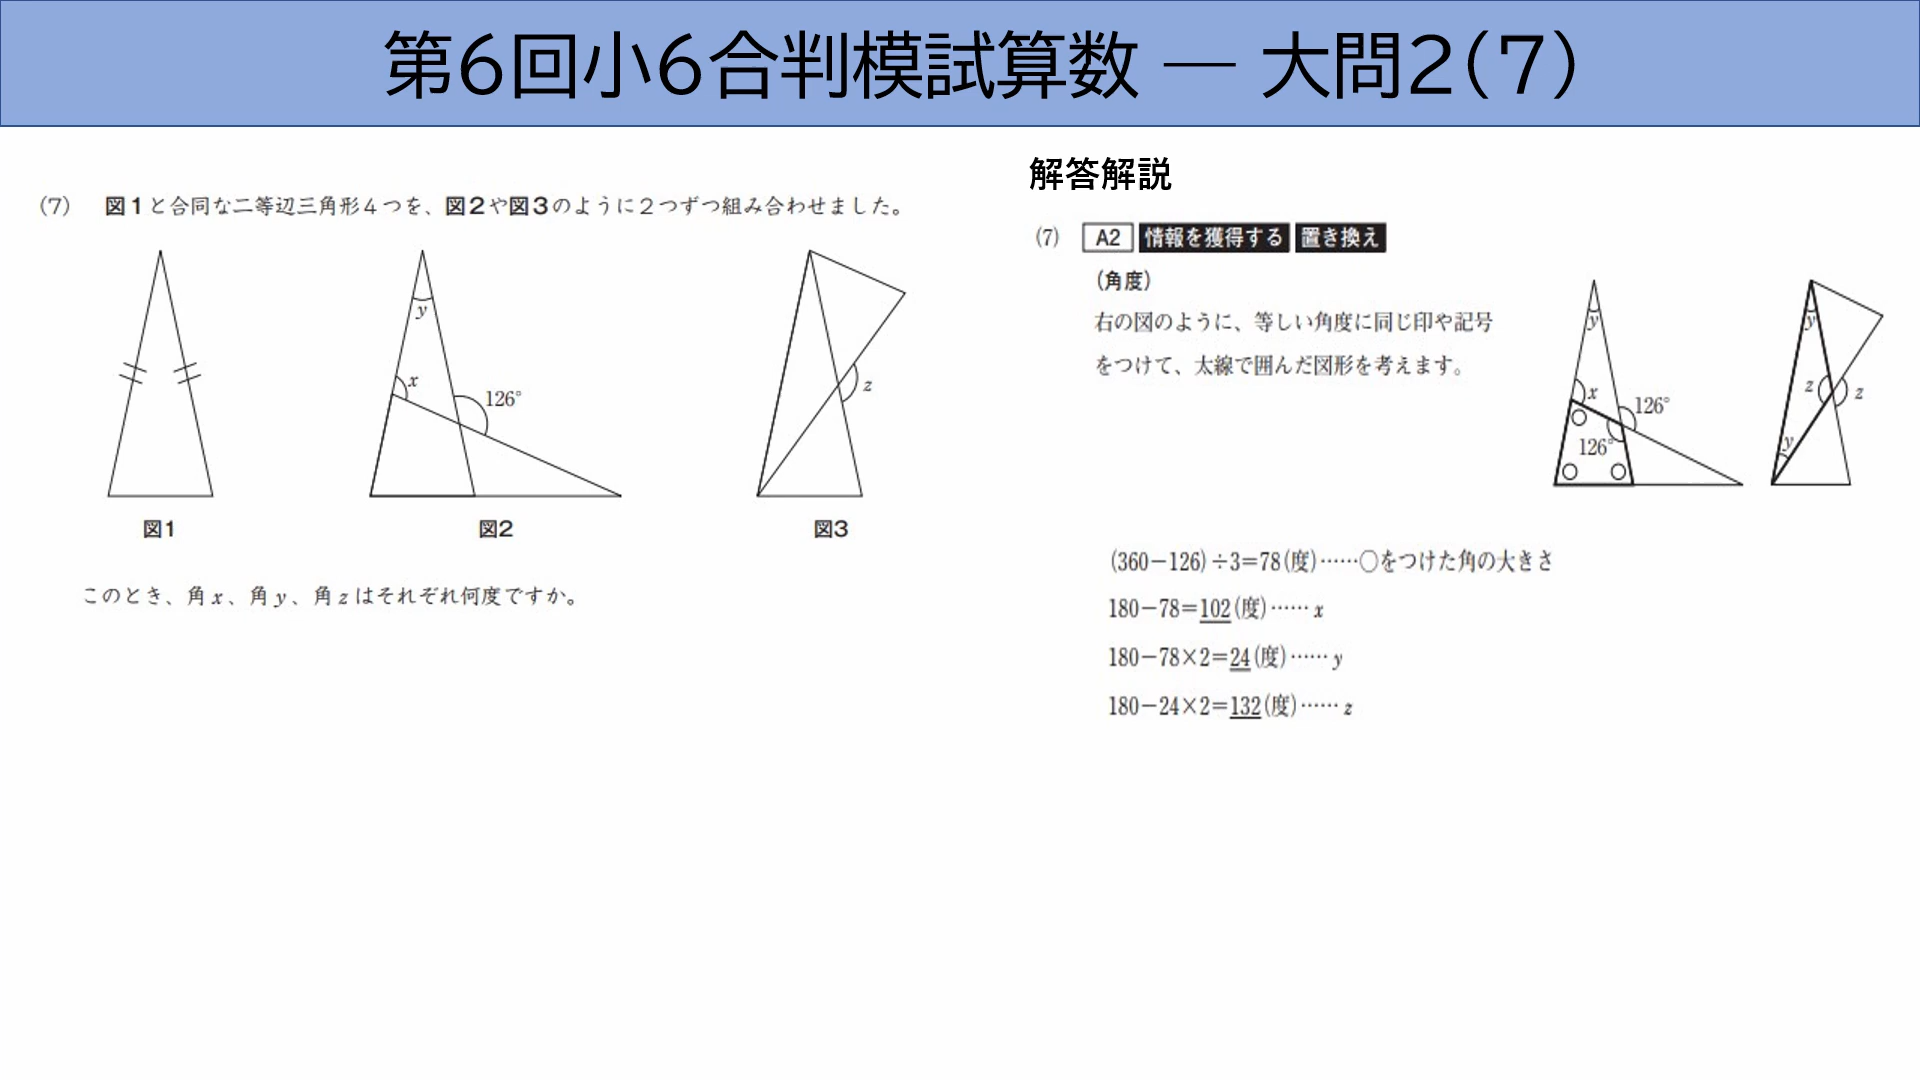 第6回小6合判模試算数 ― 大問2(7)
(7) 図1と合同な二等辺三角形4つを、図2や図3のように2つずつ組み合わせました。
y
x
126°
z
図1
図2
図3
このとき、角x、角y、角zはそれぞれ何度ですか。
解答解説
(7) A2 情報を獲得する 置き換え
(角度)
右の図のように、等しい角度に同じ印や記号
をつけて、太線で囲んだ図形を考えます。
y
x
126°
126°
y
z
z
y
(360-126)÷3=78(度)……○をつけた角の大きさ
180-78=102(度)…… x
180-78×2=24(度)…… y
180-24×2=132(度)…… z